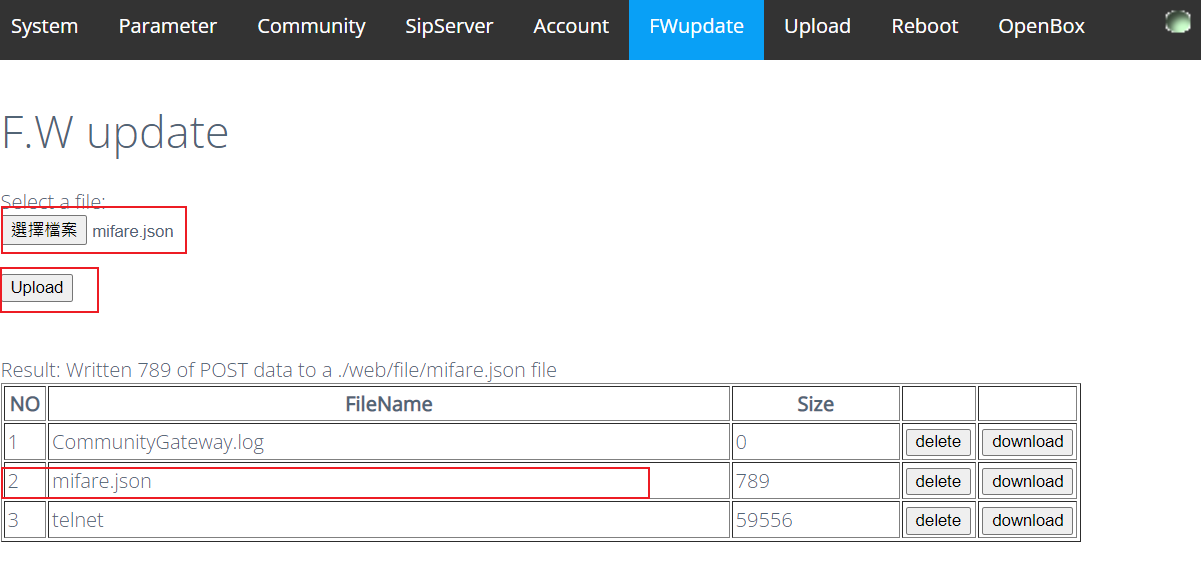 System Parameter Community SipServer Account FWupdate Upload Reboot OpenBox
F.W update
Select a file:
選擇檔案 mifare.json
Upload
Result: Written 789 of POST data to a ./web/file/mifare.json file
NO FileName Size
1 CommunityGateway.log 0 delete download
2 mifare.json 789 delete download
3 telnet 59556 delete download